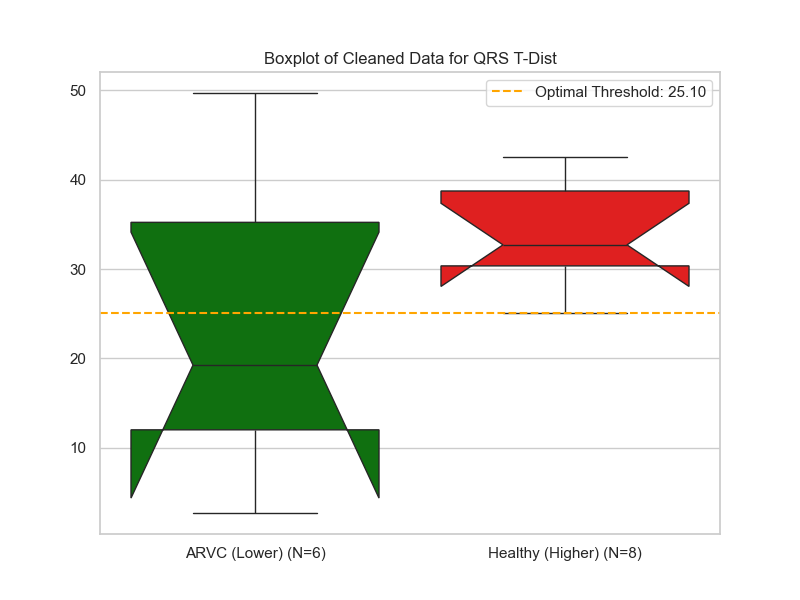 Boxplot of Cleaned Data for QRS T-Dist
Optimal Threshold: 25.10
50
40
30
20
10
ARVC (Lower) (N=6)
Healthy (Higher) (N=8)